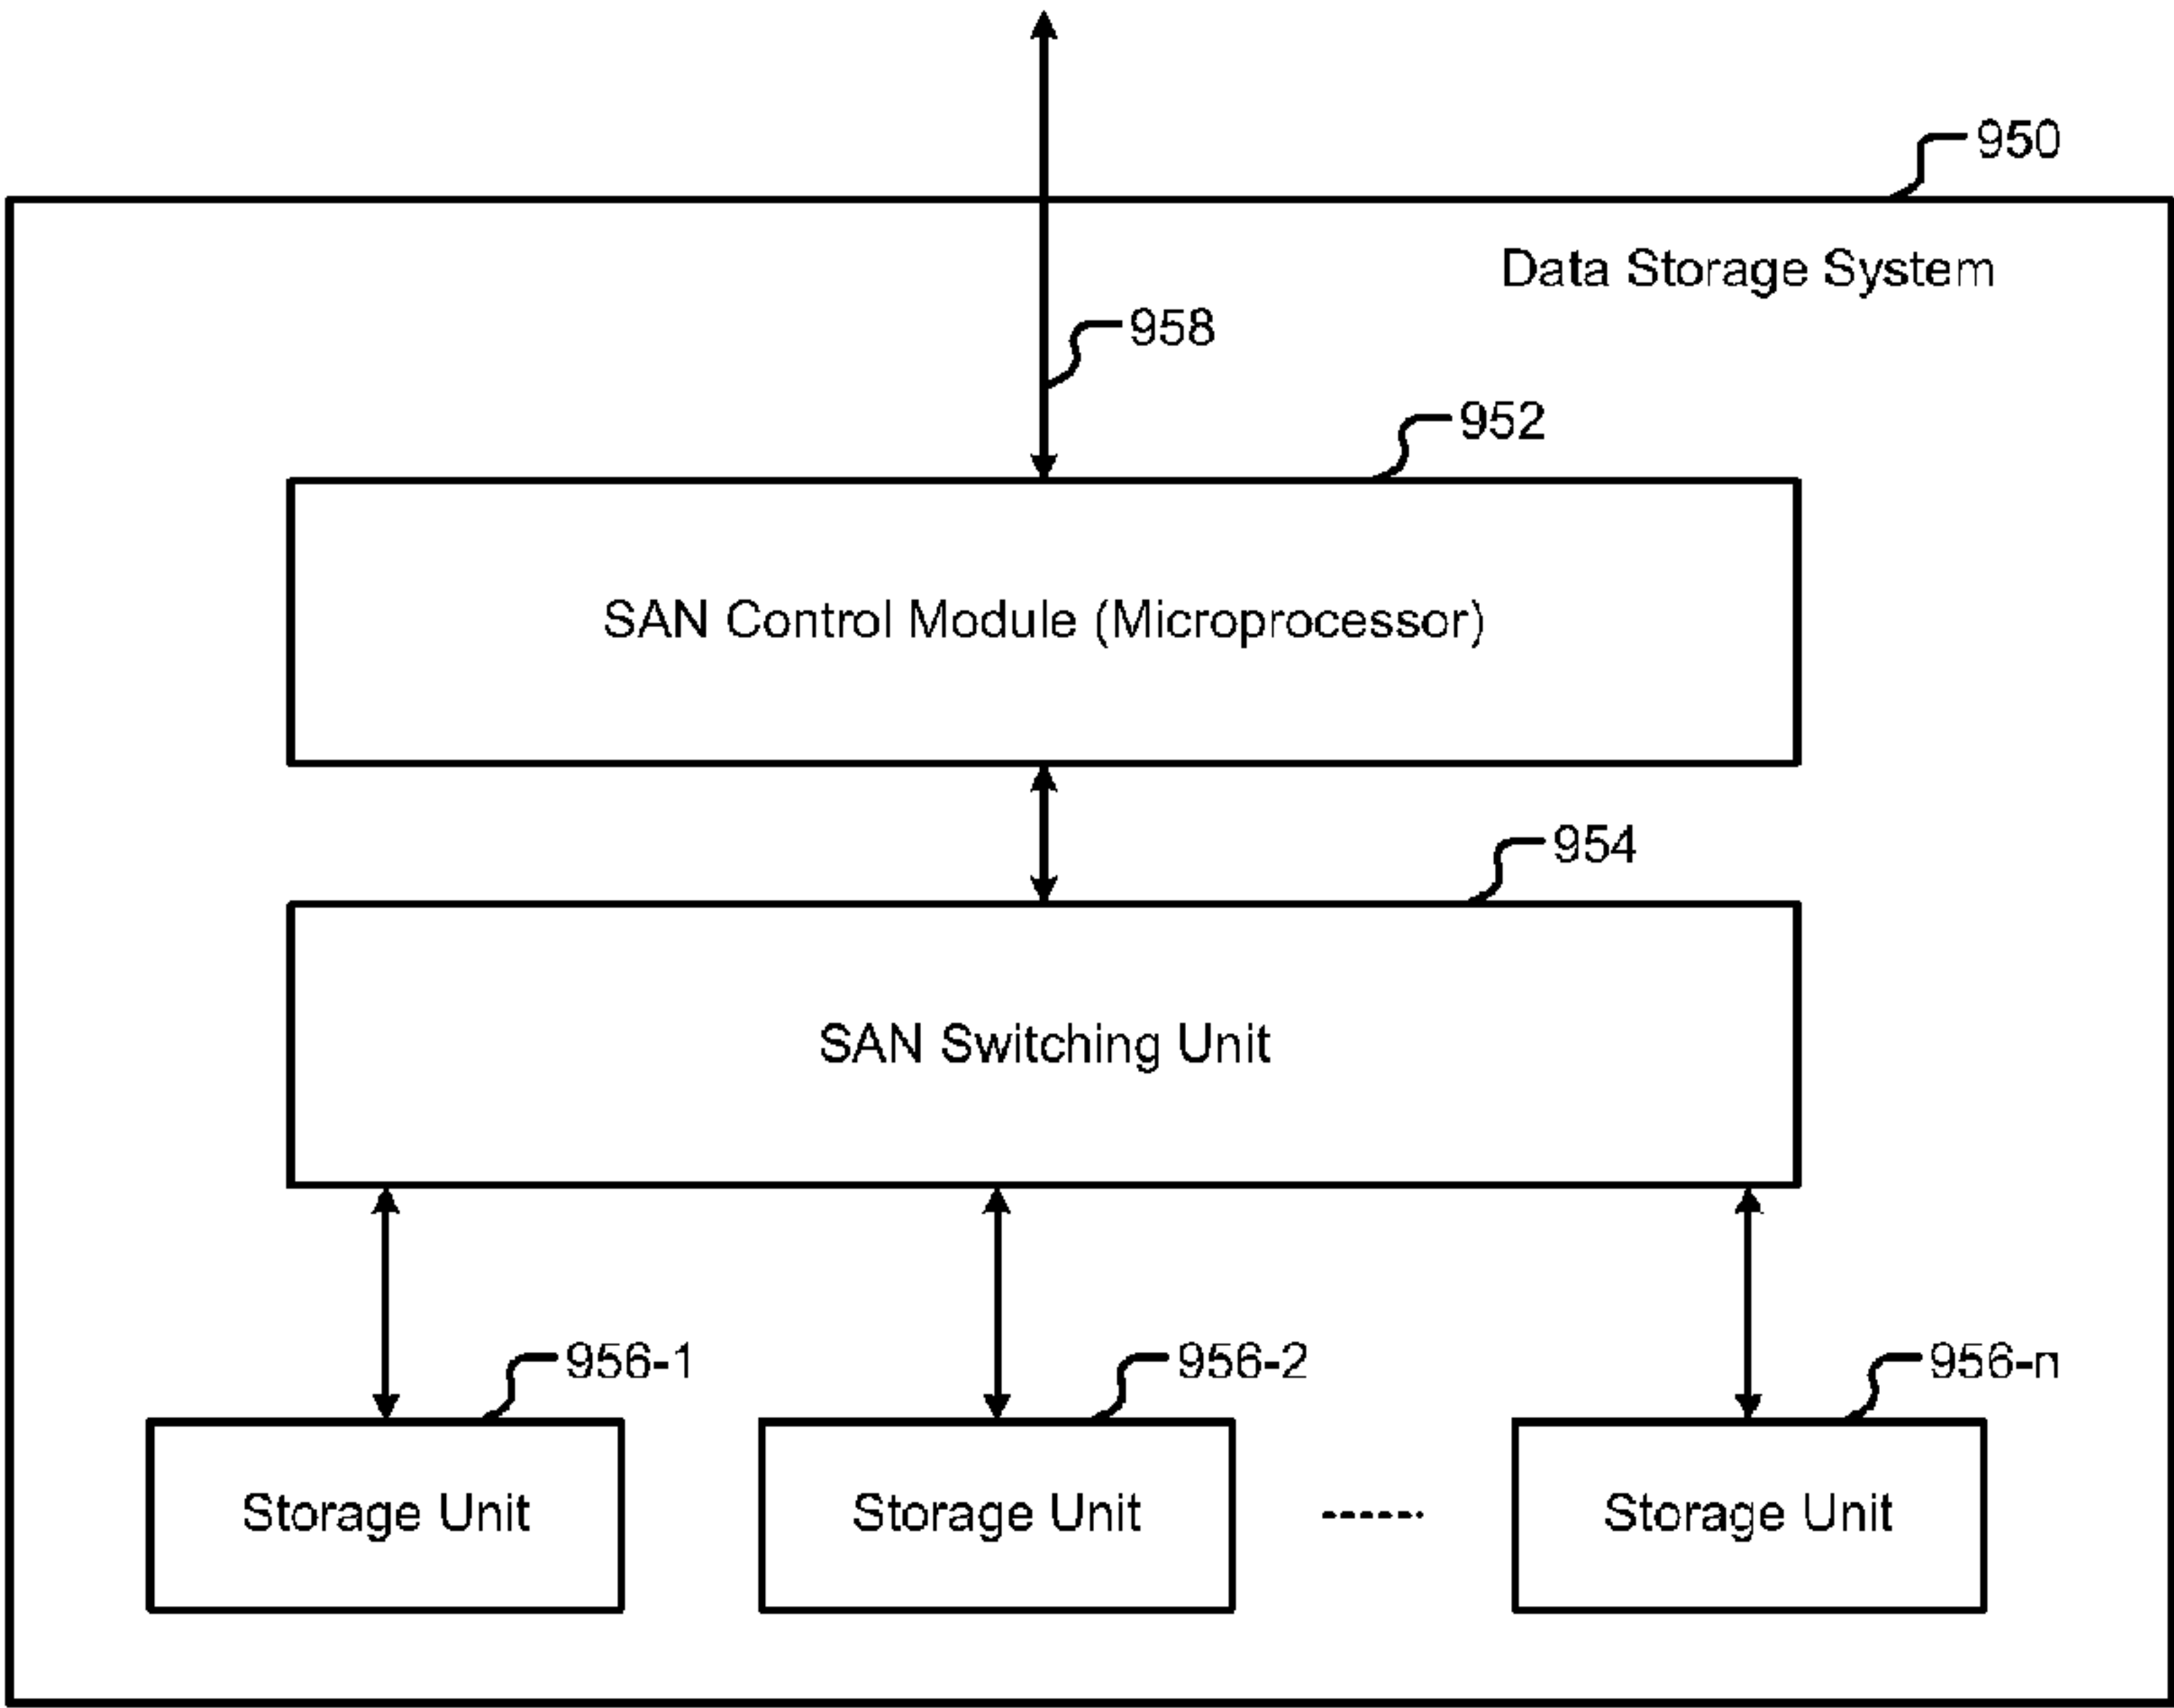 950
Data Storage System
958
952
SAN Control Module (Microprocessor)
954
SAN Switching Unit
956-1
956-2
956-n
Storage Unit
Storage Unit
Storage Unit